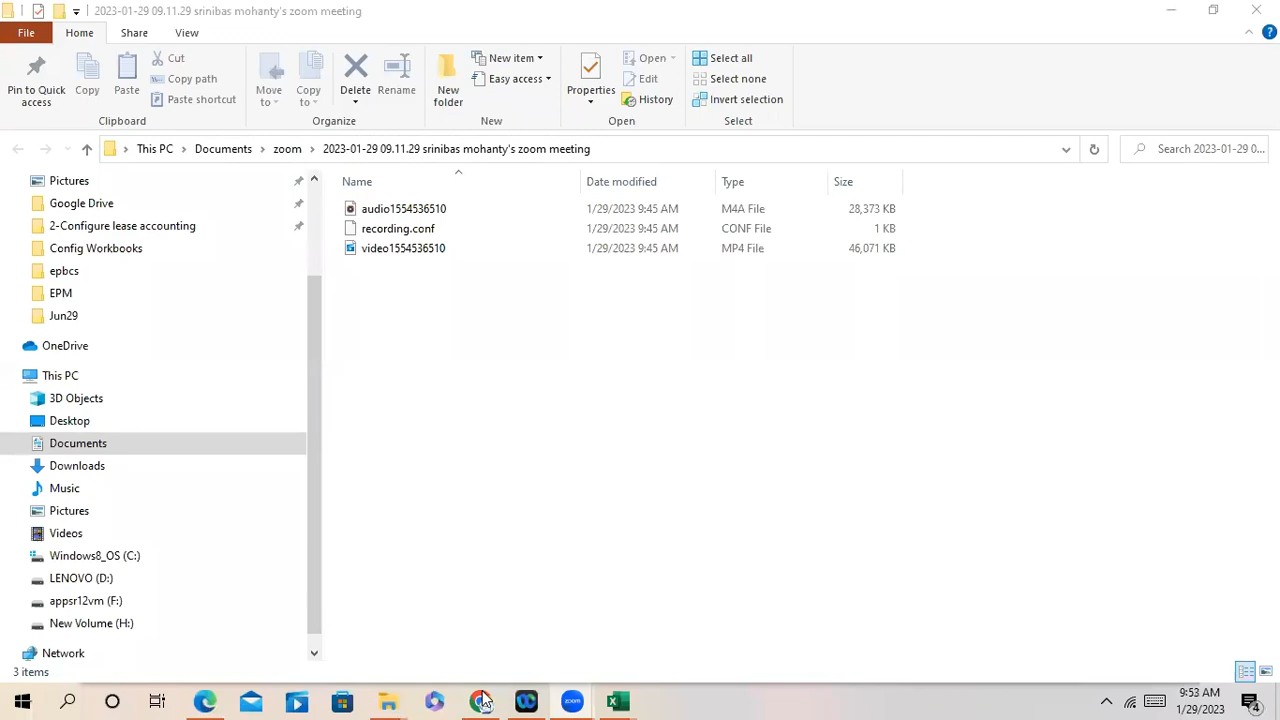 2023-01-29 09.11.29 srinibas mohanty's zoom meeting
File Home Share View
Pin to Quick access
Copy
Paste
Cut
Copy path
Paste shortcut
Clipboard
Move to
Copy to
Delete
Rename
Organize
New folder
New item
Easy access
New
Properties
Open
Edit
History
Open
Select all
Select none
Invert selection
Select
This PC > Documents > zoom > 2023-01-29 09.11.29 srinibas mohanty's zoom meeting
Search 2023-01-29 0...
Pictures
Google Drive
2-Configure lease accounting
Config Workbooks
epbcs
EPM
Jun29
OneDrive
This PC
3D Objects
Desktop
Documents
Downloads
Music
Pictures
Videos
Windows8_OS (C:)
LENOVO (D:)
appsr12vm (F:)
New Volume (H:)
Network
Name Date modified Type Size
audio1554536510 1/29/2023 9:45 AM M4A File 28,373 KB
recording.conf 1/29/2023 9:45 AM CONF File 1 KB
video1554536510 1/29/2023 9:45 AM MP4 File 46,071 KB
3 items
zoom
9:53 AM
1/29/2023
4